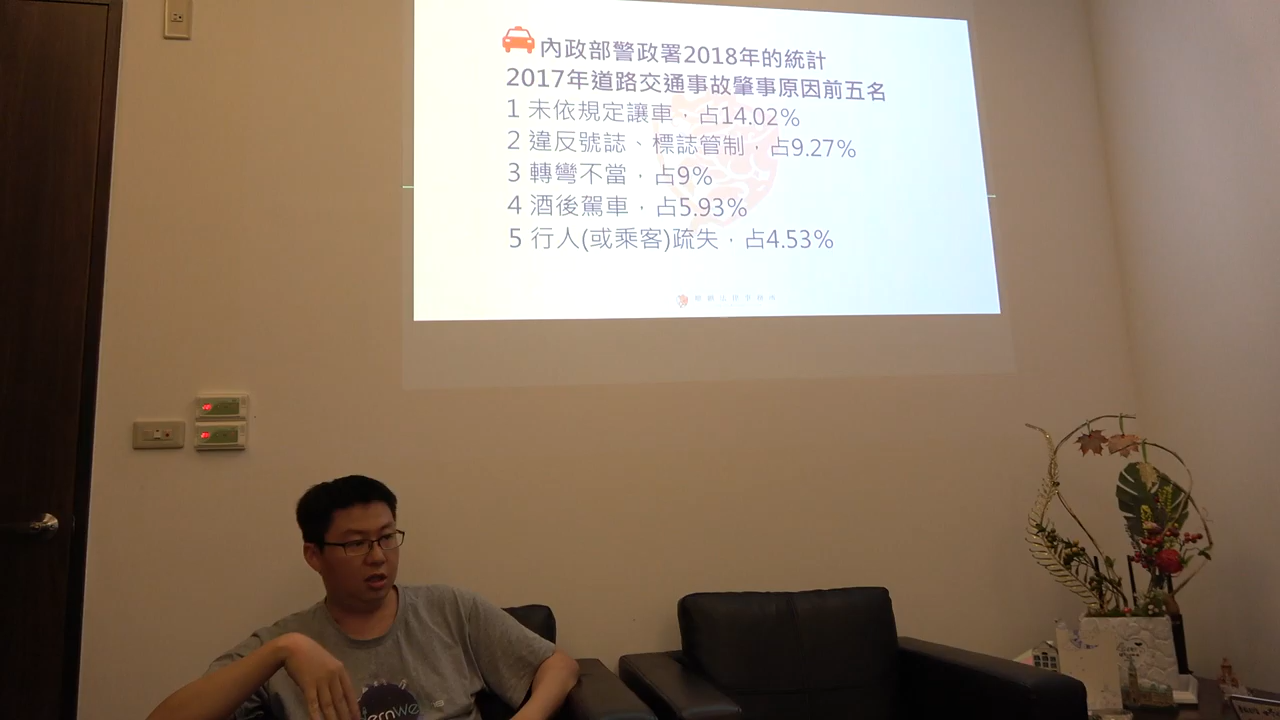 內政部警政署2018年的統計
2017年道路交通事故肇事原因前五名
1 未依規定讓車，占14.02%
2 違反號誌、標誌管制，占9.27%
3 轉彎不當，占9%
4 酒後駕車，占5.93%
5 行人(或乘客)疏失，占4.53%